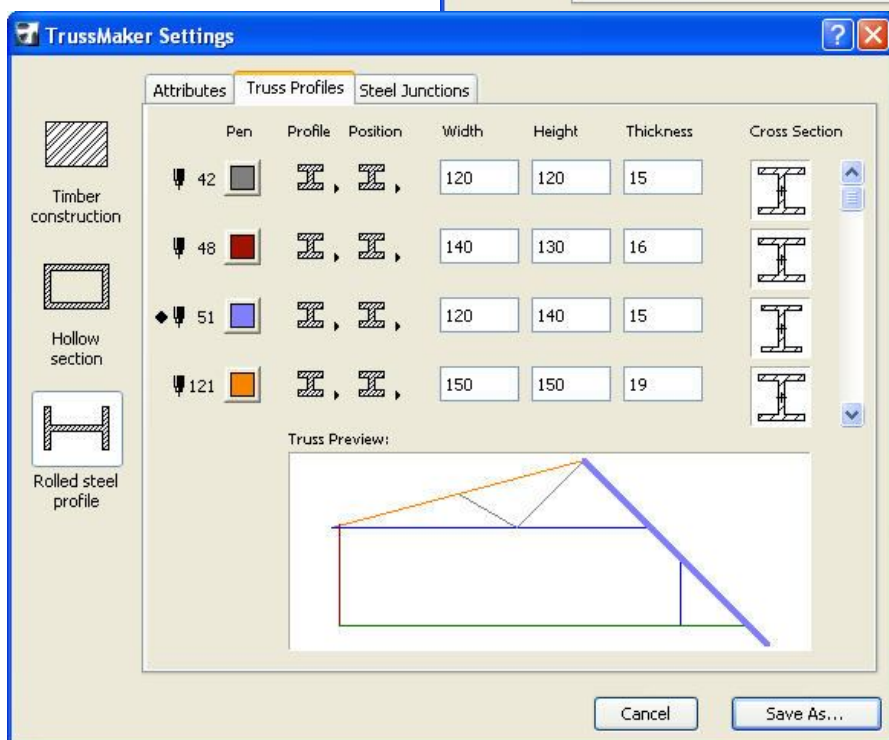 TrussMaker Settings
Attributes Truss Profiles Steel Junctions
Pen Profile Position Width Height Thickness Cross Section
42 120 120 15
48 140 130 16
51 120 140 15
121 150 150 19
Timber
construction
Hollow
section
Rolled steel
profile
Truss Preview:
Cancel Save As...